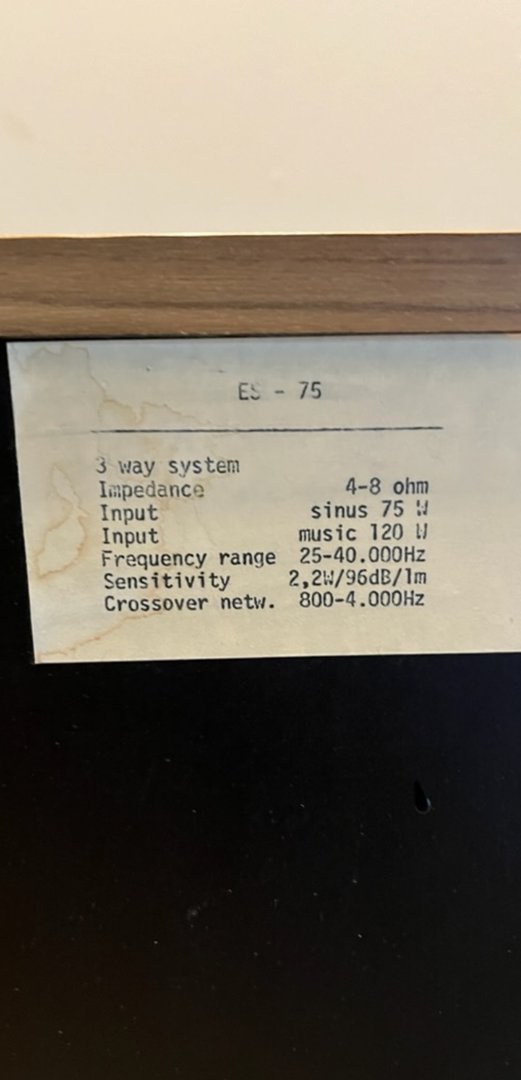 ES - 75
3 way system
Impedance 4-8 ohm
Input sinus 75 W
Input music 120 W
Frequency range 25-40.000Hz
Sensitivity 2,2W/96dB/1m
Crossover netw. 800-4.000Hz